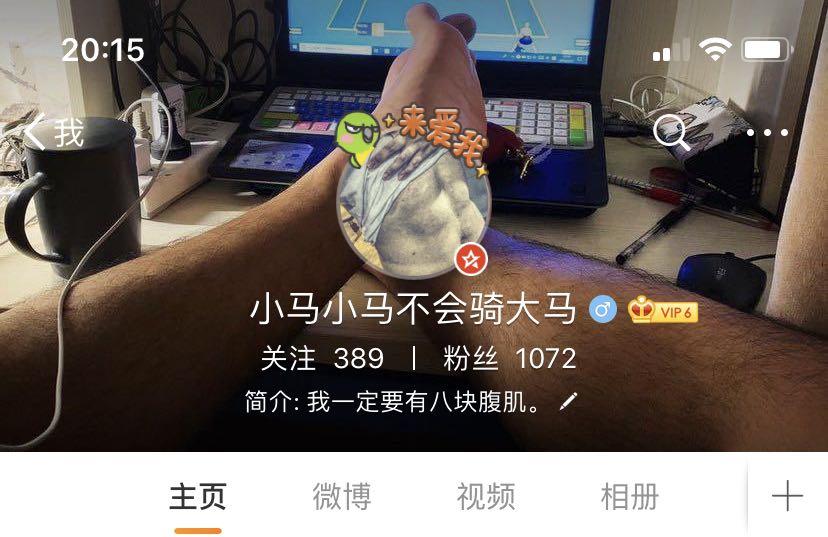 20:15
我
来爱我
小马小马不会骑大马
VIP 6
关注 389 | 粉丝 1072
简介: 我一定要有八块腹肌。
主页 微博 视频 相册